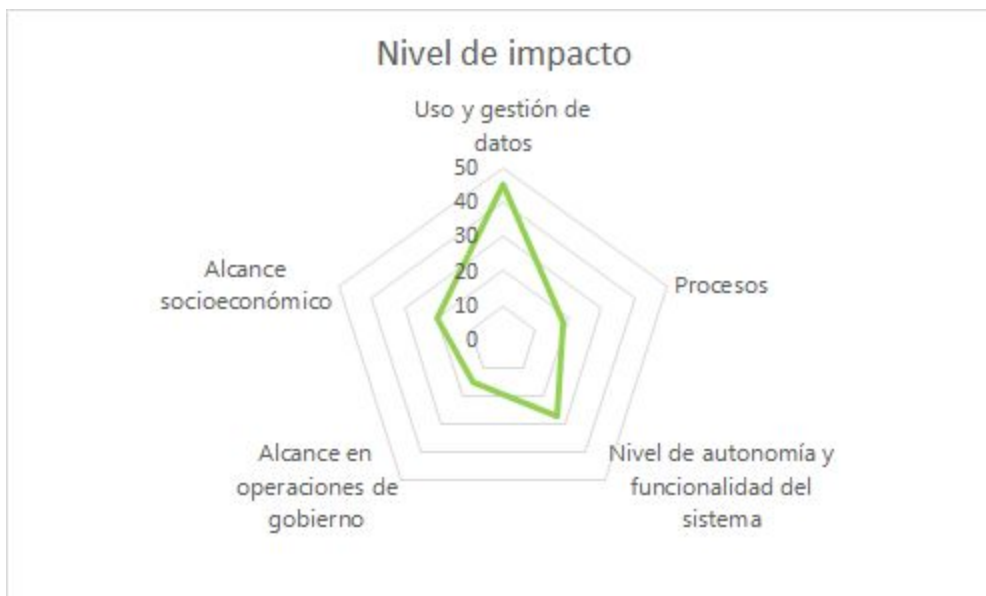 Nivel de impacto
Uso y gestión de
datos
50
40
30
20
10
0
Procesos
Nivel de autonomía y
funcionalidad del
sistema
Alcance en
operaciones de
gobierno
Alcance
socioeconómico